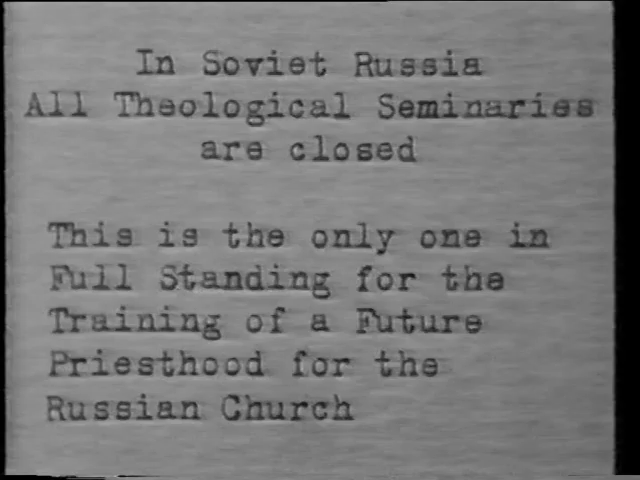 In Soviet Russia
All Theological Seminaries
are closed
This is the only one in
Full Standing for the
Training of a Future
Priesthood for the
Russian Church